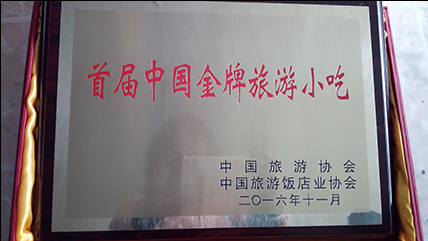 首届中国金牌旅游小吃
中国旅游协会
中国旅游饭店业协会
二〇一六年十一月